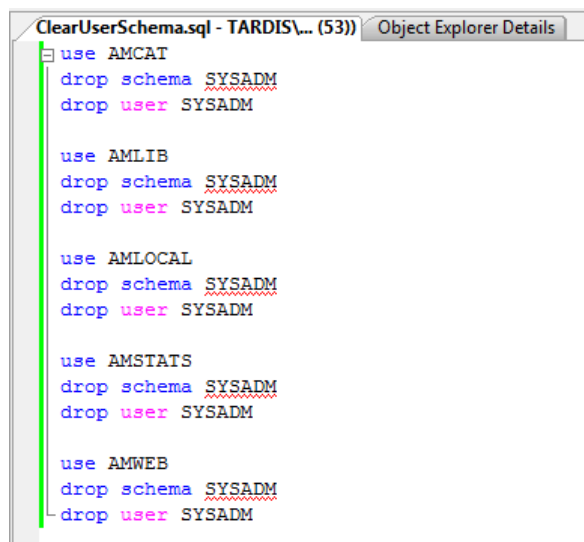 ClearUserSchema.sql - TARDIS\... (53)) Object Explorer Details
use AMCAT
drop schema SYSADM
drop user SYSADM
use AMLIB
drop schema SYSADM
drop user SYSADM
use AMLOCAL
drop schema SYSADM
drop user SYSADM
use AMSTATS
drop schema SYSADM
drop user SYSADM
use AMWEB
drop schema SYSADM
drop user SYSADM